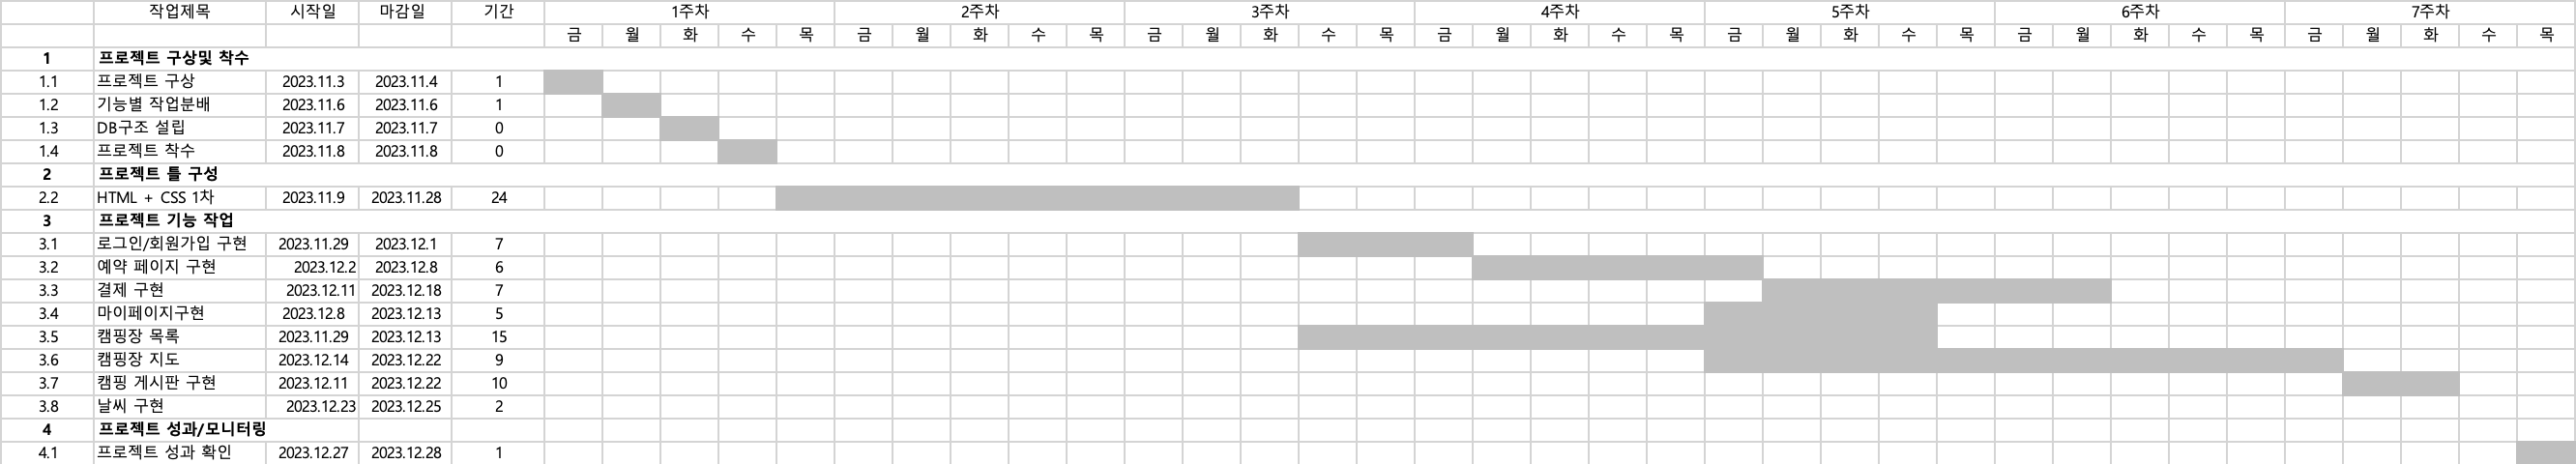 작업제목 시작일 마감일 기간 1주차 2주차 3주차 4주차 5주차 6주차 7주차
금 월 화 수 목 금 월 화 수 목 금 월 화 수 목 금 월 화 수 목 금 월 화 수 목 금 월 화 수 목 금 월 화 수 목
1 프로젝트 구상및 착수
1.1 프로젝트 구상 2023.11.3 2023.11.4 1
1.2 기능별 작업분배 2023.11.6 2023.11.6 1
1.3 DB구조 설립 2023.11.7 2023.11.7 0
1.4 프로젝트 착수 2023.11.8 2023.11.8 0
2 프로젝트 틀 구성
2.2 HTML + CSS 1차 2023.11.9 2023.11.28 24
3 프로젝트 기능 작업
3.1 로그인/회원가입 구현 2023.11.29 2023.12.1 7
3.2 예약 페이지 구현 2023.12.2 2023.12.8 6
3.3 결제 구현 2023.12.11 2023.12.18 7
3.4 마이페이지구현 2023.12.8 2023.12.13 5
3.5 캠핑장 목록 2023.11.29 2023.12.13 15
3.6 캠핑장 지도 2023.12.14 2023.12.22 9
3.7 캠핑 게시판 구현 2023.12.11 2023.12.22 10
3.8 날씨 구현 2023.12.23 2023.12.25 2
4 프로젝트 성과/모니터링
4.1 프로젝트 성과 확인 2023.12.27 2023.12.28 1